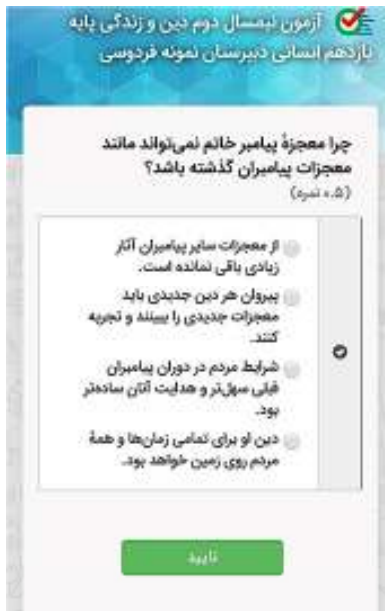 آزمون نیمسال دوم دین و زندگی پایه
یازدهم انسانی دبیرستان نمونه فردوسی
چرا معجزهٔ پیامبر خاتم نمی‌تواند مانند
معجزات پیامبران گذشته باشد؟
(۰.۵ نمره)
از معجزات سایر پیامبران آثار
زیادی باقی نمانده است.
پیروان هر دین جدیدی باید
معجزات جدیدی را ببینند و تجربه
کنند.
شرایط مردم در دوران پیامبران
قبلی سهل‌تر و هدایت آنان ساده‌تر
بود.
دین او برای تمامی زمان‌ها و همهٔ
مردم روی زمین خواهد بود.
تایید